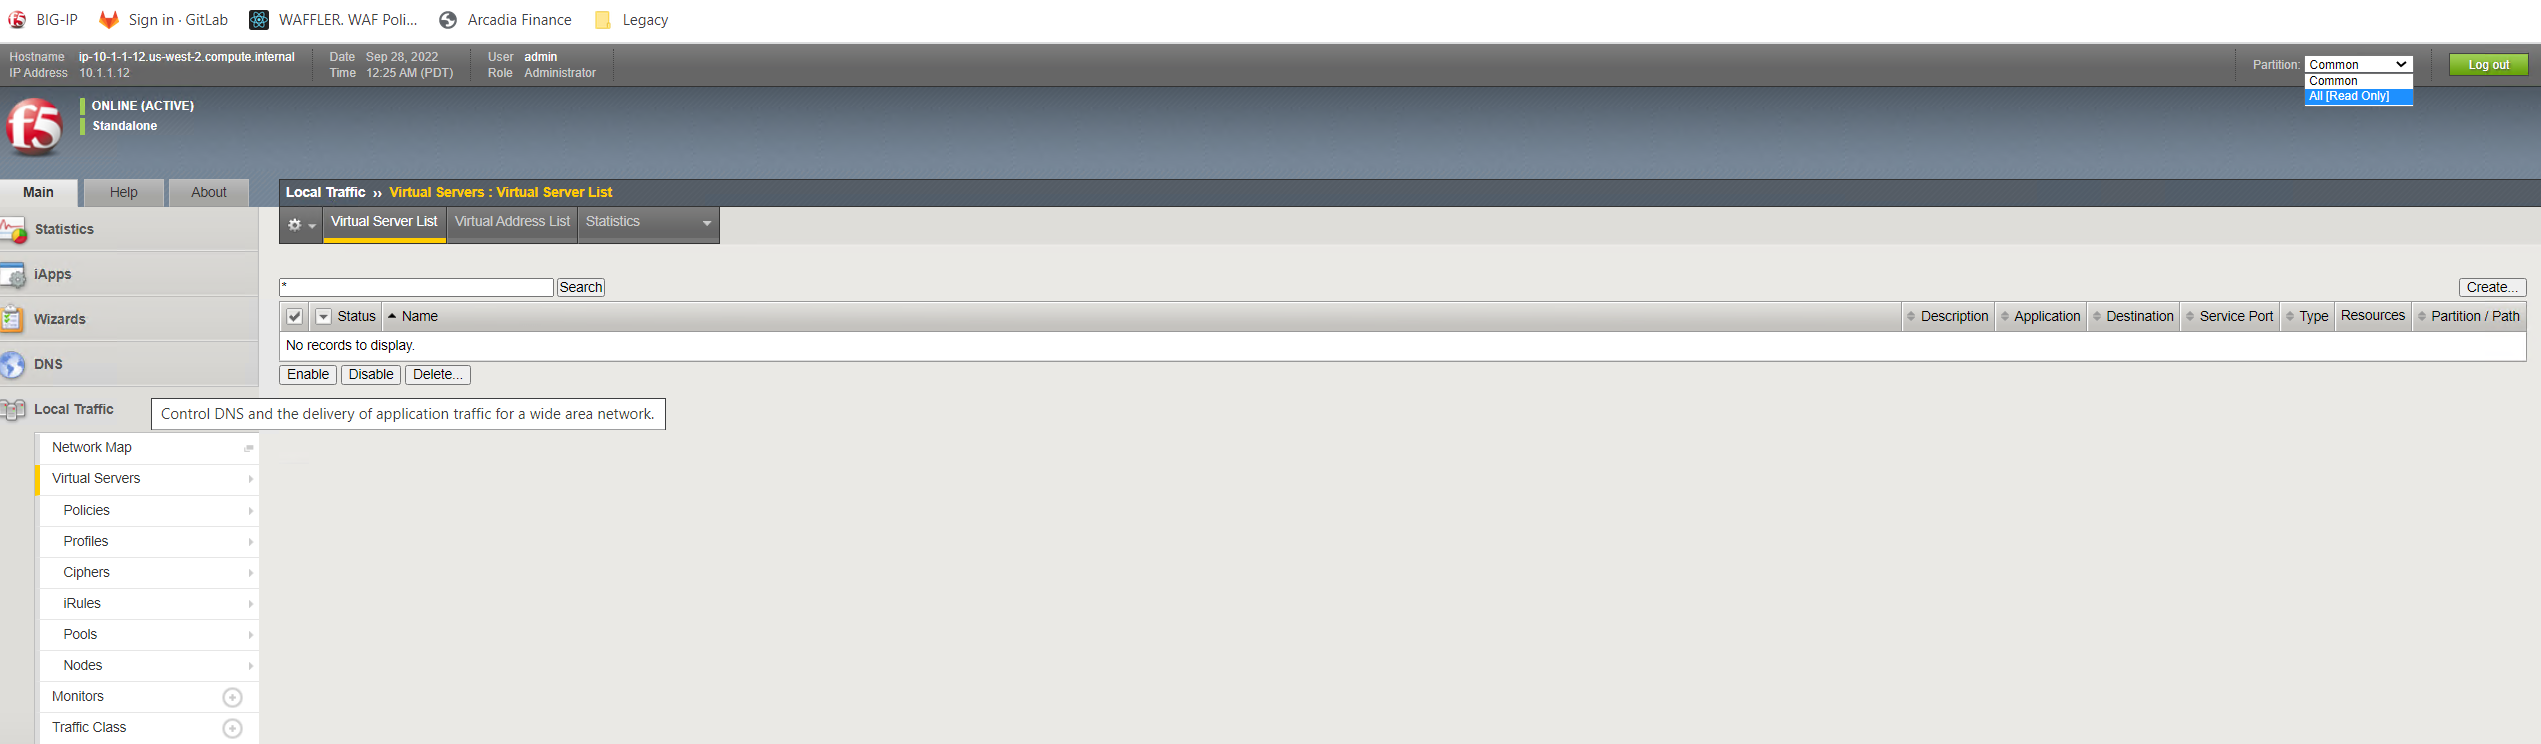 BIG-IP Sign in · GitLab WAFFLER. WAF Poli... Arcadia Finance Legacy
Hostname ip-10-1-1-12.us-west-2.compute.internal Date Sep 28, 2022 User admin Partition: Common Log out
IP Address 10.1.1.12 Time 12:25 AM (PDT) Role Administrator
Common
All [Read Only]
f5
ONLINE (ACTIVE)
Standalone
Main Help About
Local Traffic ›› Virtual Servers : Virtual Server List
Virtual Server List Virtual Address List Statistics
Statistics
iApps
Wizards
DNS
Local Traffic
* Search Create...
Status Name Description Application Destination Service Port Type Resources Partition / Path
No records to display.
Enable Disable Delete...
Control DNS and the delivery of application traffic for a wide area network.
Network Map
Virtual Servers
Policies
Profiles
Ciphers
iRules
Pools
Nodes
Monitors
Traffic Class